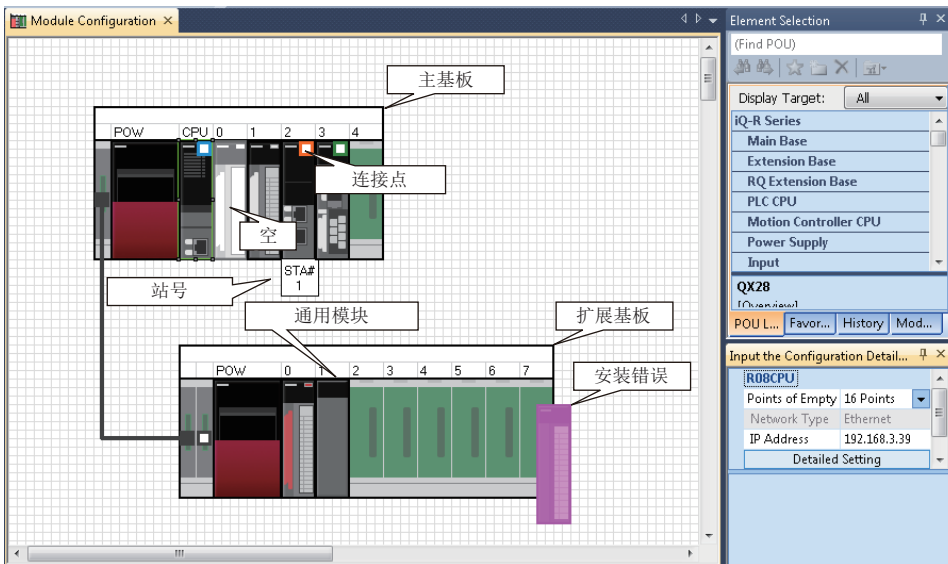 Module Configuration
主基板
POW CPU 0 1 2 3 4
连接点
空
STA#
1
站号
通用模块
扩展基板
POW 0 1 2 3 4 5 6 7
安装错误
Element Selection
(Find POU)
Display Target: All
iQ-R Series
Main Base
Extension Base
RQ Extension Base
PLC CPU
Motion Controller CPU
Power Supply
Input
QX28
[Overview]
POU L... Favor... History Mod...
Input the Configuration Detail...
R08CPU
Points of Empty 16 Points
Network Type Ethernet
IP Address 192.168.3.39
Detailed Setting